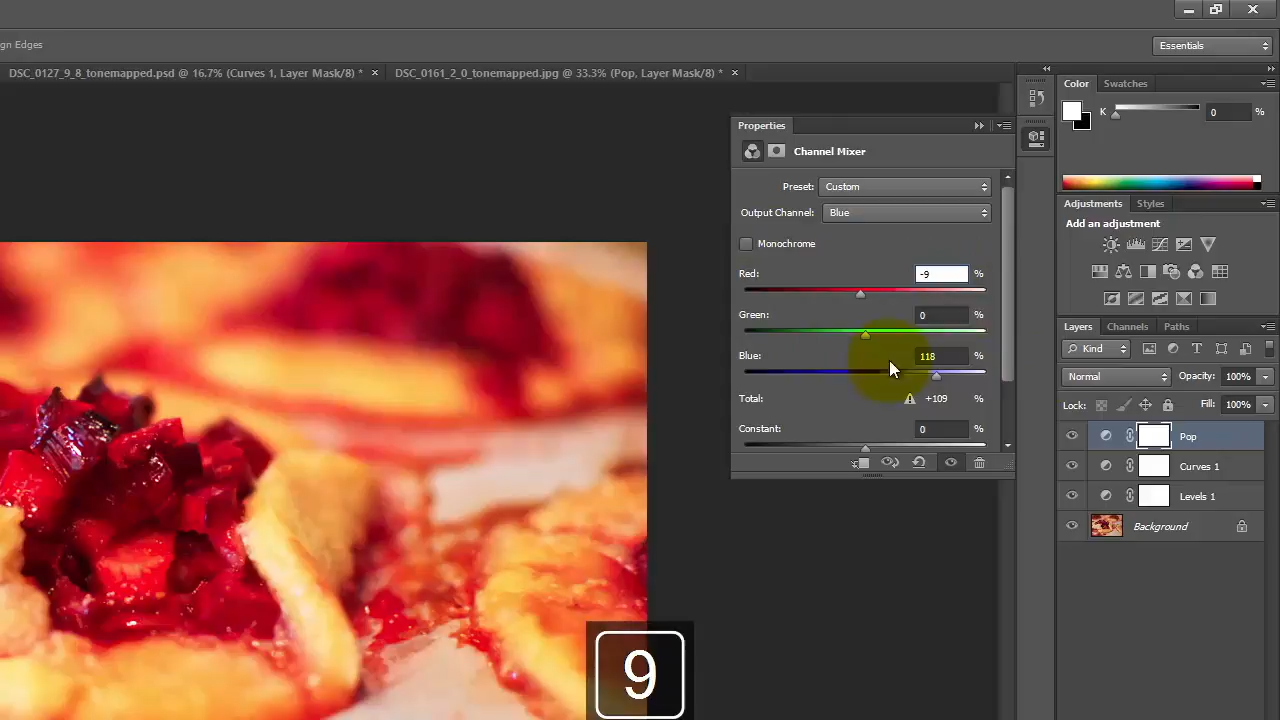 gn Edges
Essentials
DSC_0127_9_8_tonemapped.psd @ 16.7% (Curves 1, Layer Mask/8) * ×
DSC_0161_2_0_tonemapped.jpg @ 33.3% (Pop, Layer Mask/8) * ×
Color
Swatches
K
0
%
Properties
Channel Mixer
Preset:
Custom
Output Channel:
Blue
Monochrome
Red:
-9
%
Green:
0
%
Blue:
118
%
Total:
+109
%
Constant:
0
%
Adjustments
Styles
Add an adjustment
Layers
Channels
Paths
Kind
Normal
Opacity:
100%
Lock:
Fill:
100%
Pop
Curves 1
Levels 1
Background
9